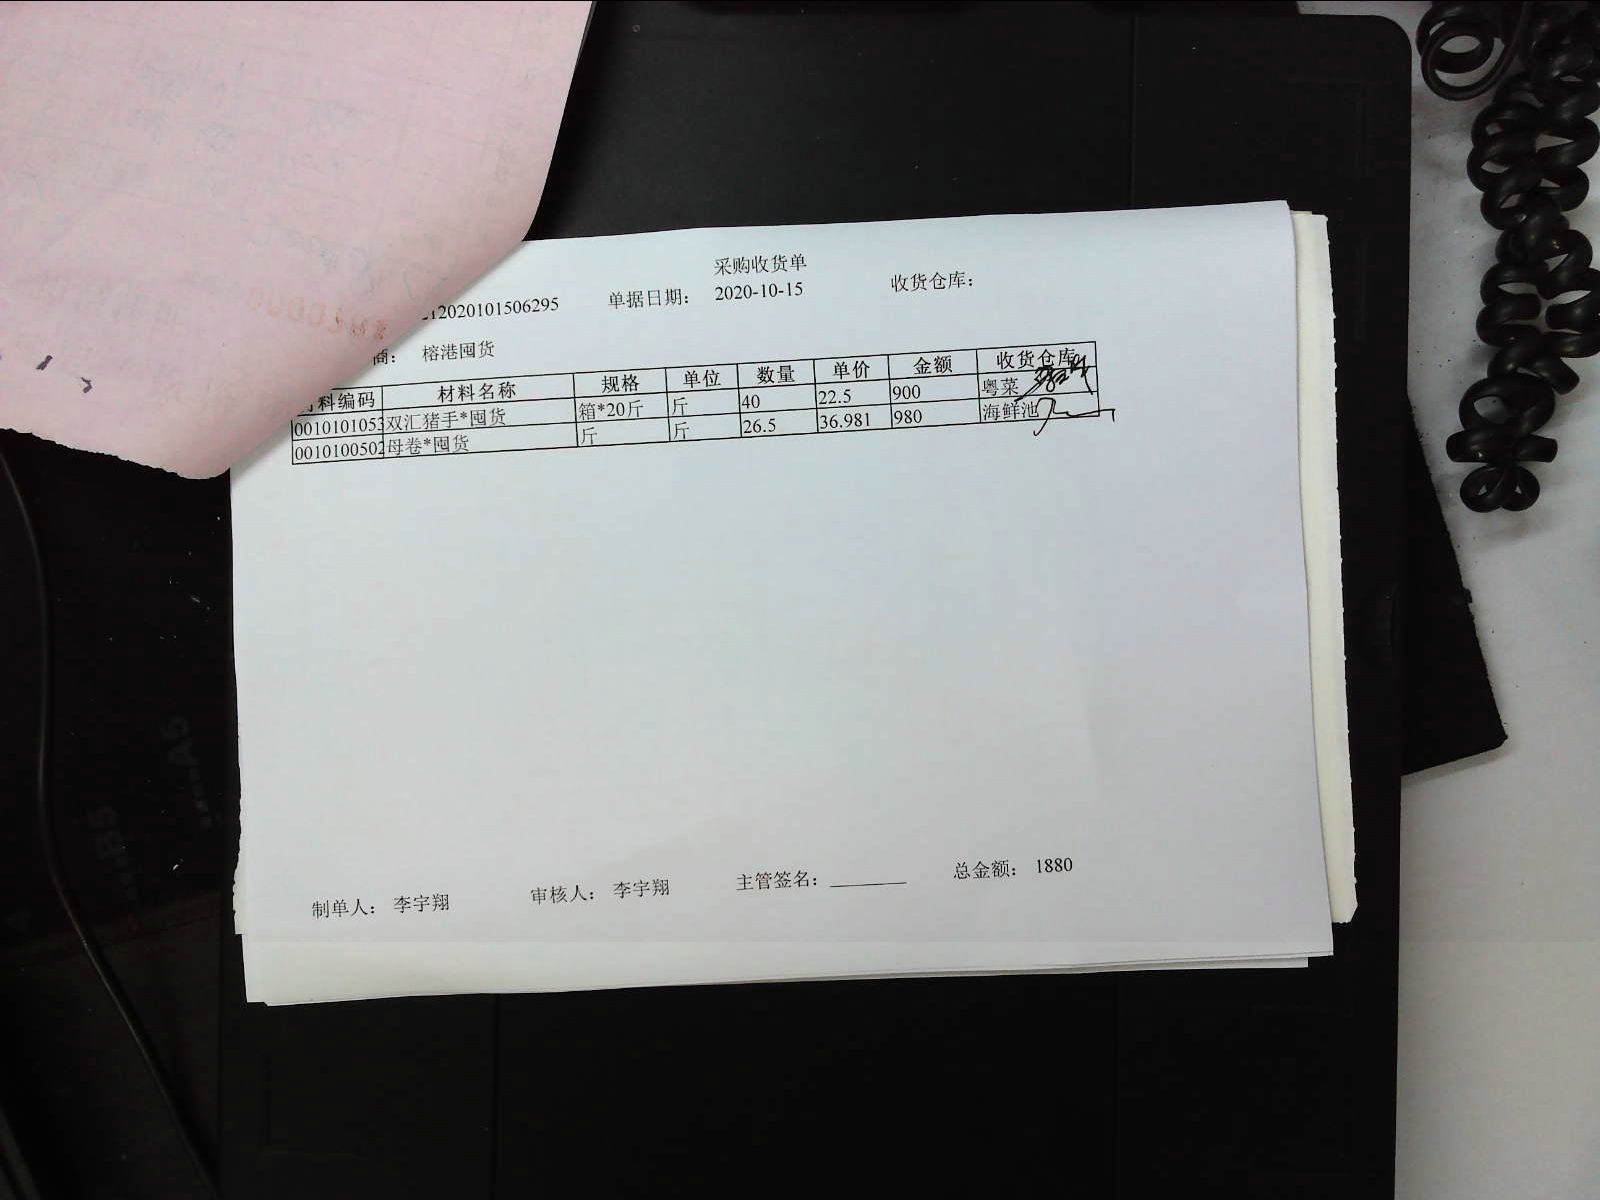 采购收货单
2020101506295 单据日期: 2020-10-15 收货仓库:
商: 榕港囤货
料编码 材料名称 规格 单位 数量 单价 金额 收货仓库
0010101053 双汇猪手*囤货 箱*20斤 斤 40 22.5 900 粤菜
0010100502 母卷*囤货 斤 斤 26.5 36.981 980 海鲜池
制单人: 李宇翔 审核人: 李宇翔 主管签名: 总金额: 1880